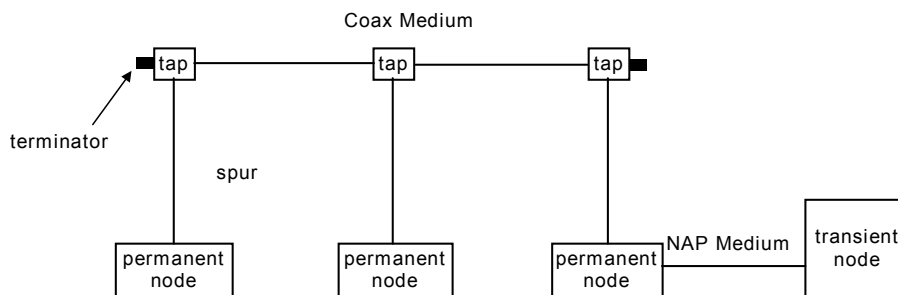 Coax Medium
tap
tap
tap
terminator
spur
NAP Medium
permanent
node
permanent
node
permanent
node
transient
node